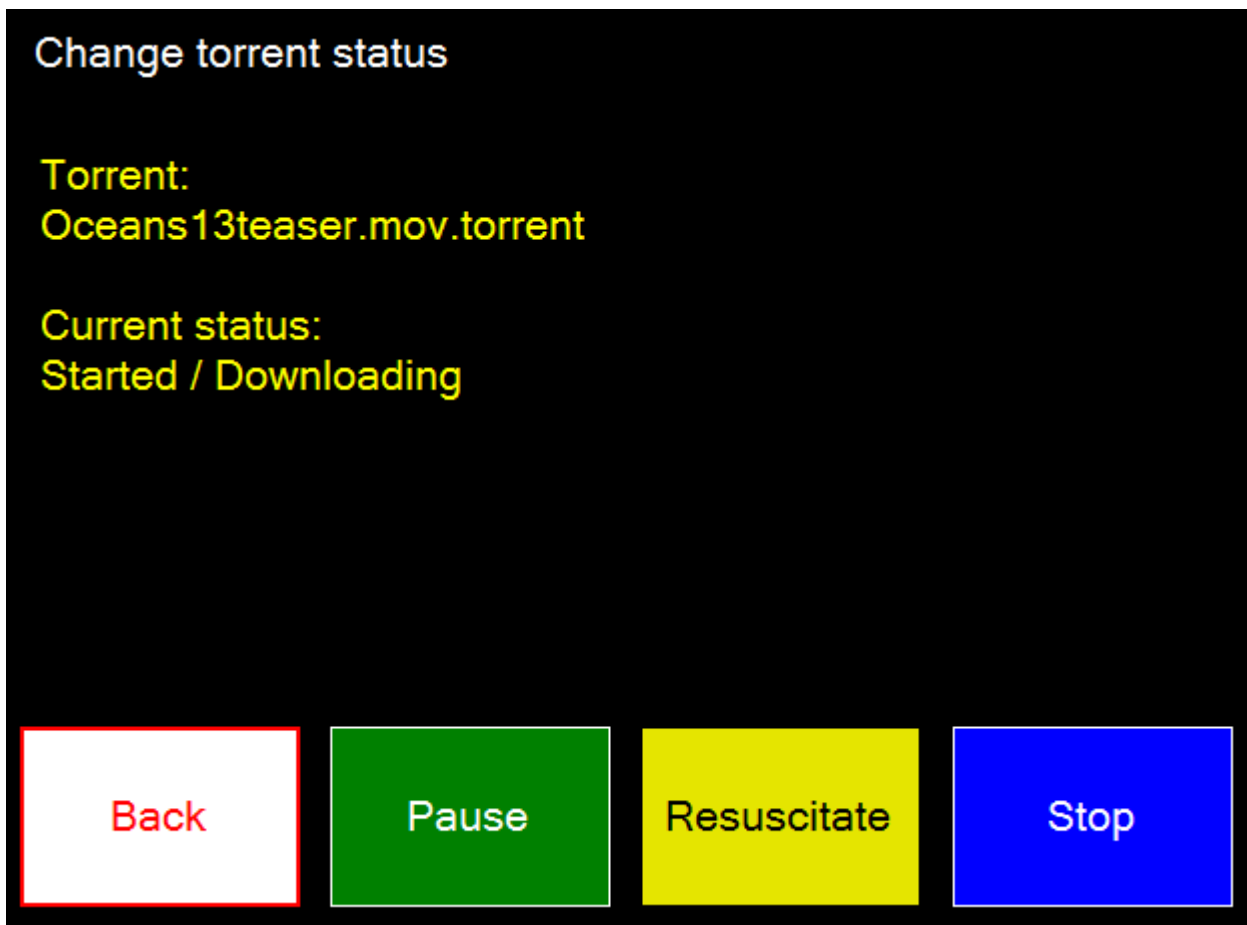 Change torrent status
Torrent:
Oceans13teaser.mov.torrent
Current status:
Started / Downloading
Back
Pause
Resuscitate
Stop